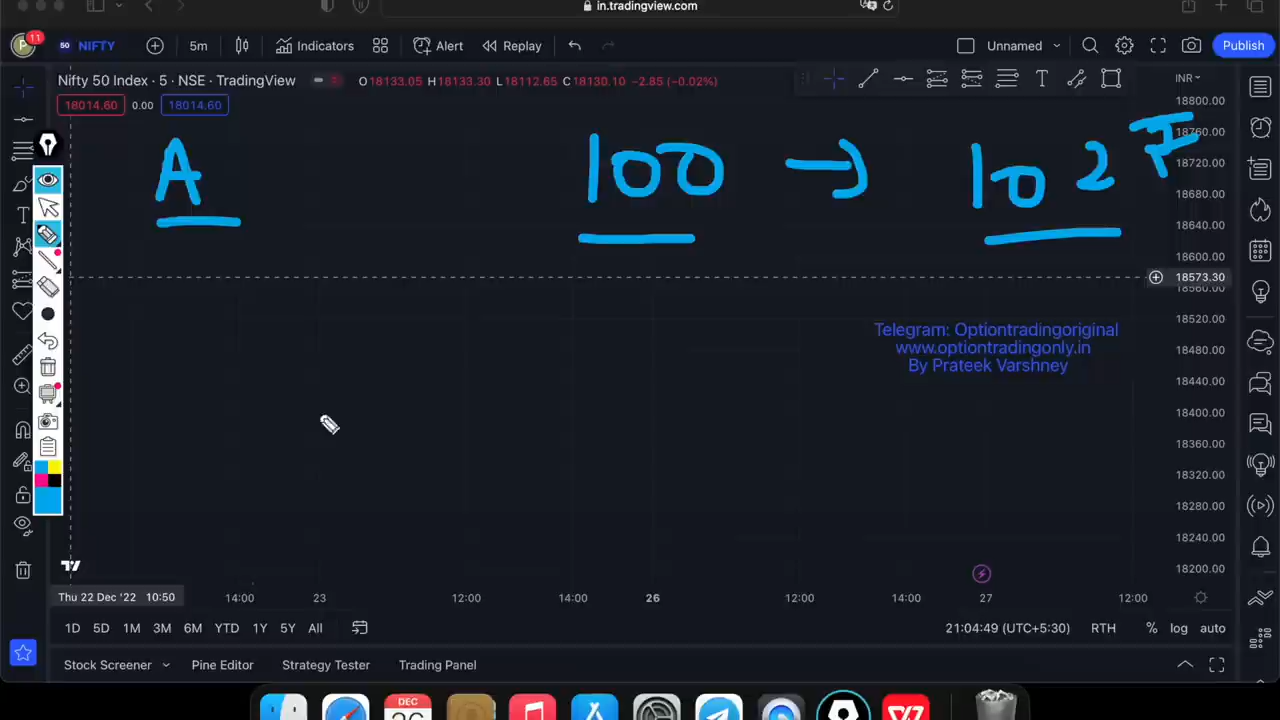 in.tradingview.com
11
P
50 NIFTY
5m
Indicators
Alert
Replay
Unnamed
Publish
Nifty 50 Index · 5 · NSE · TradingView
O18133.05 H18133.30 L18112.65 C18130.10 −2.85 (−0.02%)
INR
18014.60 0.00 18014.60
18800.00
18760.00
18720.00
18680.00
18640.00
18600.00
18573.30
18560.00
18520.00
18480.00
18440.00
18400.00
18360.00
18320.00
18280.00
18240.00
18200.00
A 100 → 102 ₹
Telegram: Optiontradingoriginal
www.optiontradingonly.in
By Prateek Varshney
Thu 22 Dec '22 10:50
14:00 23 12:00 14:00 26 12:00 14:00 27 12:00
1D 5D 1M 3M 6M YTD 1Y 5Y All
21:04:49 (UTC+5:30) RTH % log auto
Stock Screener Pine Editor Strategy Tester Trading Panel
DEC